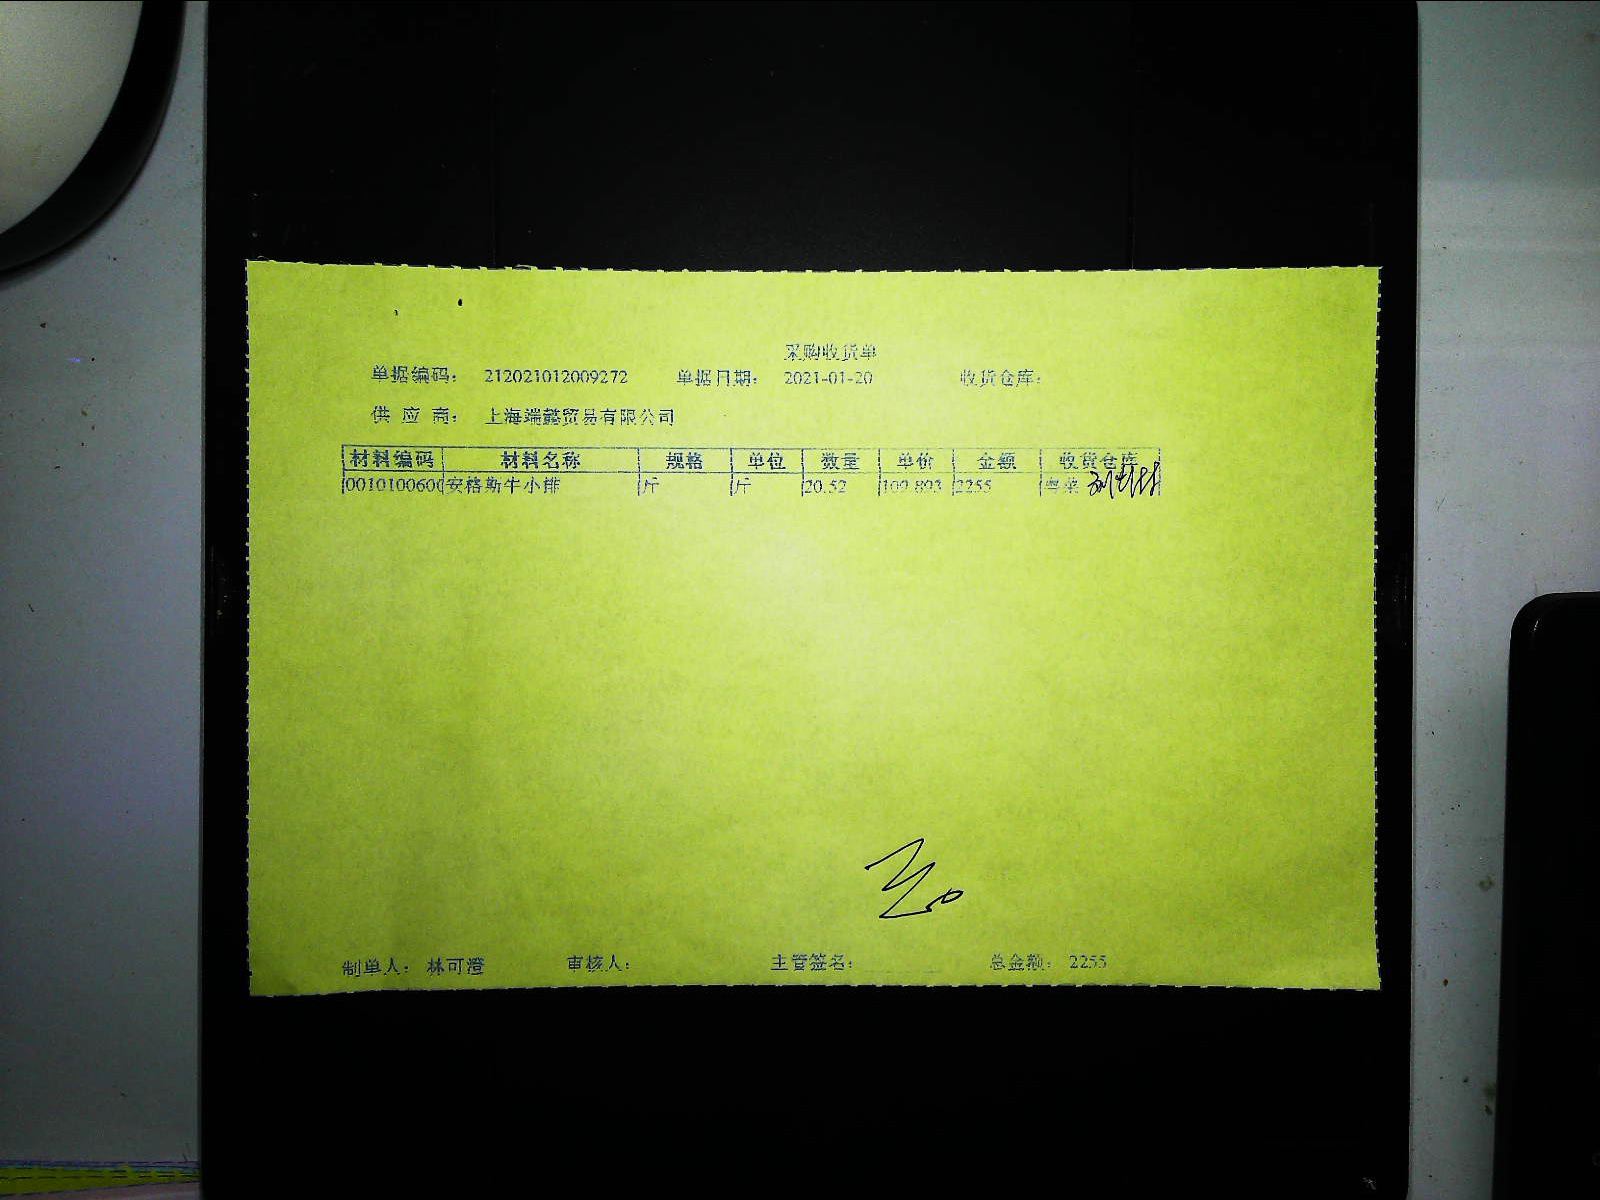 采购收货单
单据编码： 212021012009272 单据日期： 2021-01-20 收货仓库：
供 应 商： 上海端懿贸易有限公司
材料编码 材料名称 规格 单位 数量 单价 金额 收货仓库
0010100600 安格斯牛小排 斤 斤 20.52 109.893 2255 粤菜
制单人： 林可澄 审核人： 主管签名： 总金额： 2255